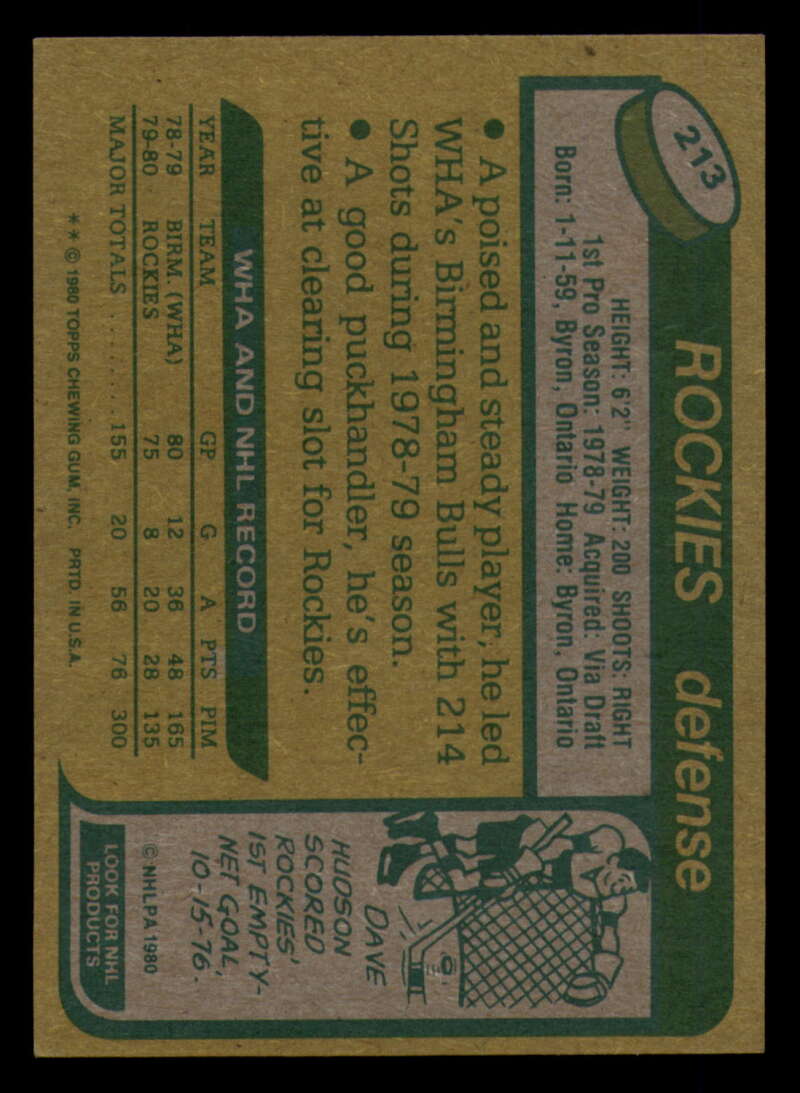 213
ROCKIES defense
HEIGHT: 6'2" WEIGHT: 200 SHOOTS: RIGHT
1st Pro Season: 1978-79 Acquired: Via Draft
Born: 1-11-59, Byron, Ontario Home: Byron, Ontario
● A poised and steady player, he led
WHA's Birmingham Bulls with 214
Shots during 1978-79 season.
● A good puckhandler, he's effec-
tive at clearing slot for Rockies.
WHA AND NHL RECORD
YEAR TEAM GP G A PTS PIM
78-79 BIRM. (WHA) 80 12 36 48 165
79-80 ROCKIES 75 8 20 28 135
MAJOR TOTALS ....... 155 20 56 76 300
** © 1980 TOPPS CHEWING GUM, INC. PRTD. IN U.S.A.
DAVE
HUDSON
SCORED
ROCKIES'
1ST EMPTY-
NET GOAL,
10-15-76.
© NHLPA 1980
LOOK FOR NHL
PRODUCTS